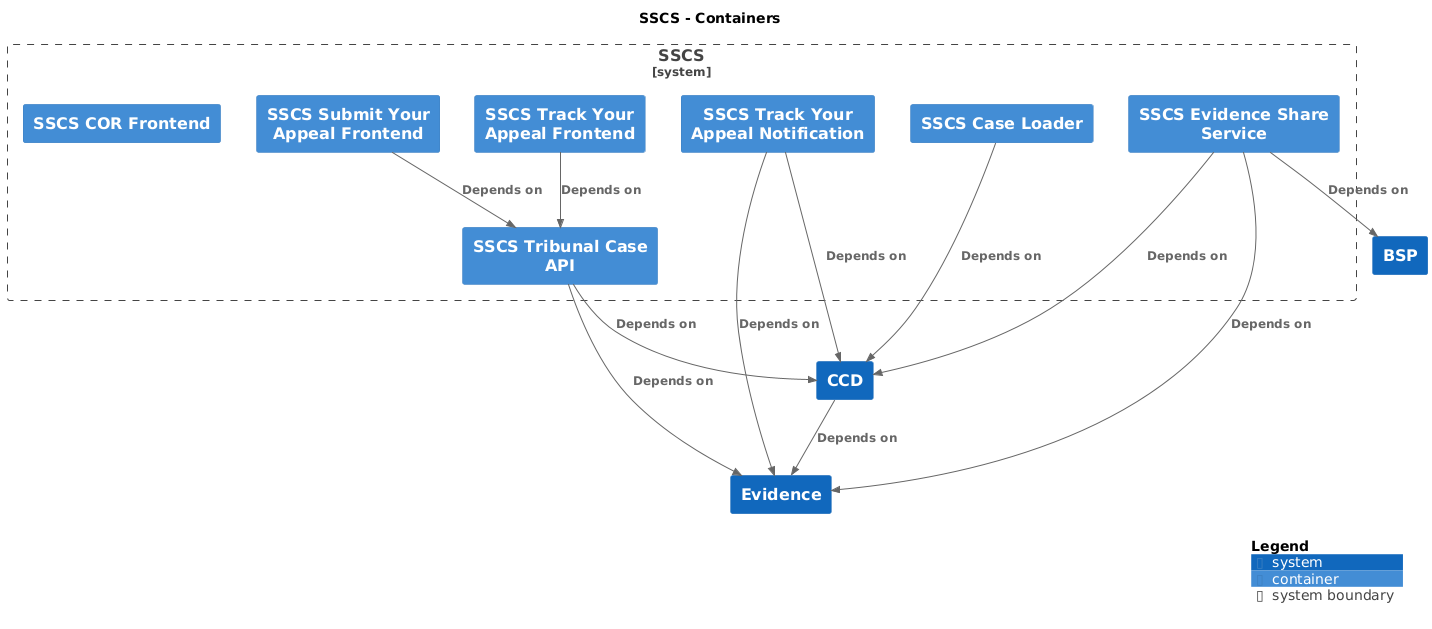 SSCS - Containers
SSCS
[system]
SSCS COR Frontend
SSCS Submit Your
Appeal Frontend
SSCS Track Your
Appeal Frontend
SSCS Track Your
Appeal Notification
SSCS Case Loader
SSCS Evidence Share
Service
Depends on
Depends on
Depends on
SSCS Tribunal Case
API
Depends on
Depends on
Depends on
BSP
Depends on
Depends on
Depends on
Depends on
CCD
Depends on
Evidence
Legend
system
container
system boundary